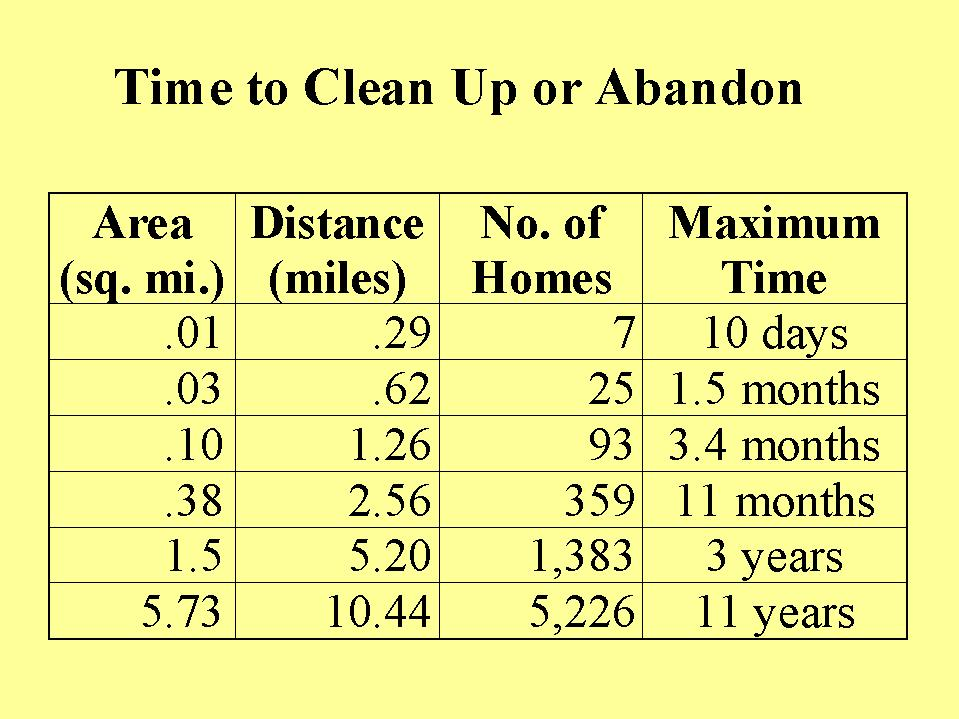 Time to Clean Up or Abandon
Area Distance No. of Maximum
(sq. mi.) (miles) Homes Time
.01 .29 7 10 days
.03 .62 25 1.5 months
.10 1.26 93 3.4 months
.38 2.56 359 11 months
1.5 5.20 1,383 3 years
5.73 10.44 5,226 11 years